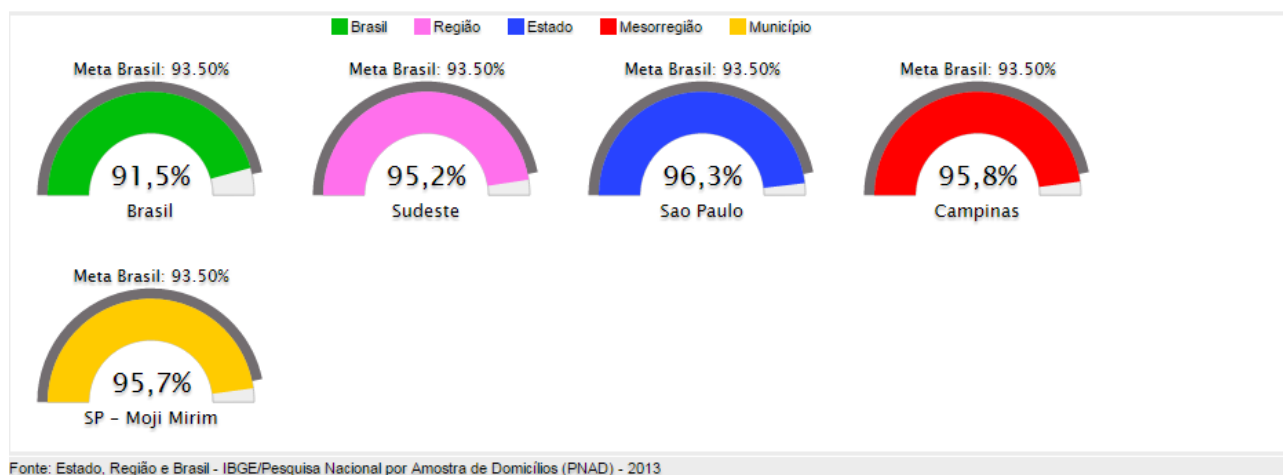 Brasil Região Estado Mesorregião Município
Meta Brasil: 93.50% Meta Brasil: 93.50% Meta Brasil: 93.50% Meta Brasil: 93.50%
91,5% 95,2% 96,3% 95,8%
Brasil Sudeste Sao Paulo Campinas
Meta Brasil: 93.50%
95,7%
SP – Moji Mirim
Fonte: Estado, Região e Brasil - IBGE/Pesquisa Nacional por Amostra de Domicílios (PNAD) - 2013